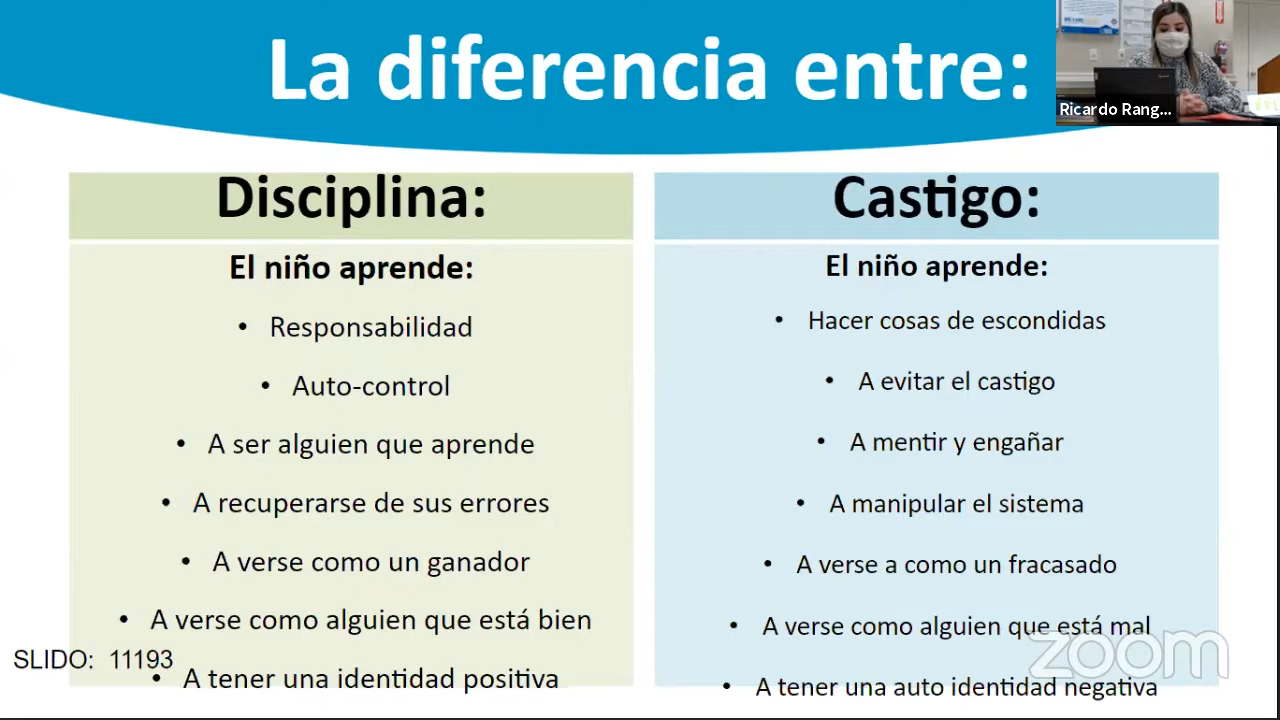 La diferencia entre:
Ricardo Rang...
Disciplina:
El niño aprende:
• Responsabilidad
• Auto-control
• A ser alguien que aprende
• A recuperarse de sus errores
• A verse como un ganador
• A verse como alguien que está bien
• A tener una identidad positiva
Castigo:
El niño aprende:
• Hacer cosas de escondidas
• A evitar el castigo
• A mentir y engañar
• A manipular el sistema
• A verse a como un fracasado
• A verse como alguien que está mal
• A tener una auto identidad negativa
SLIDO: 11193
zoom